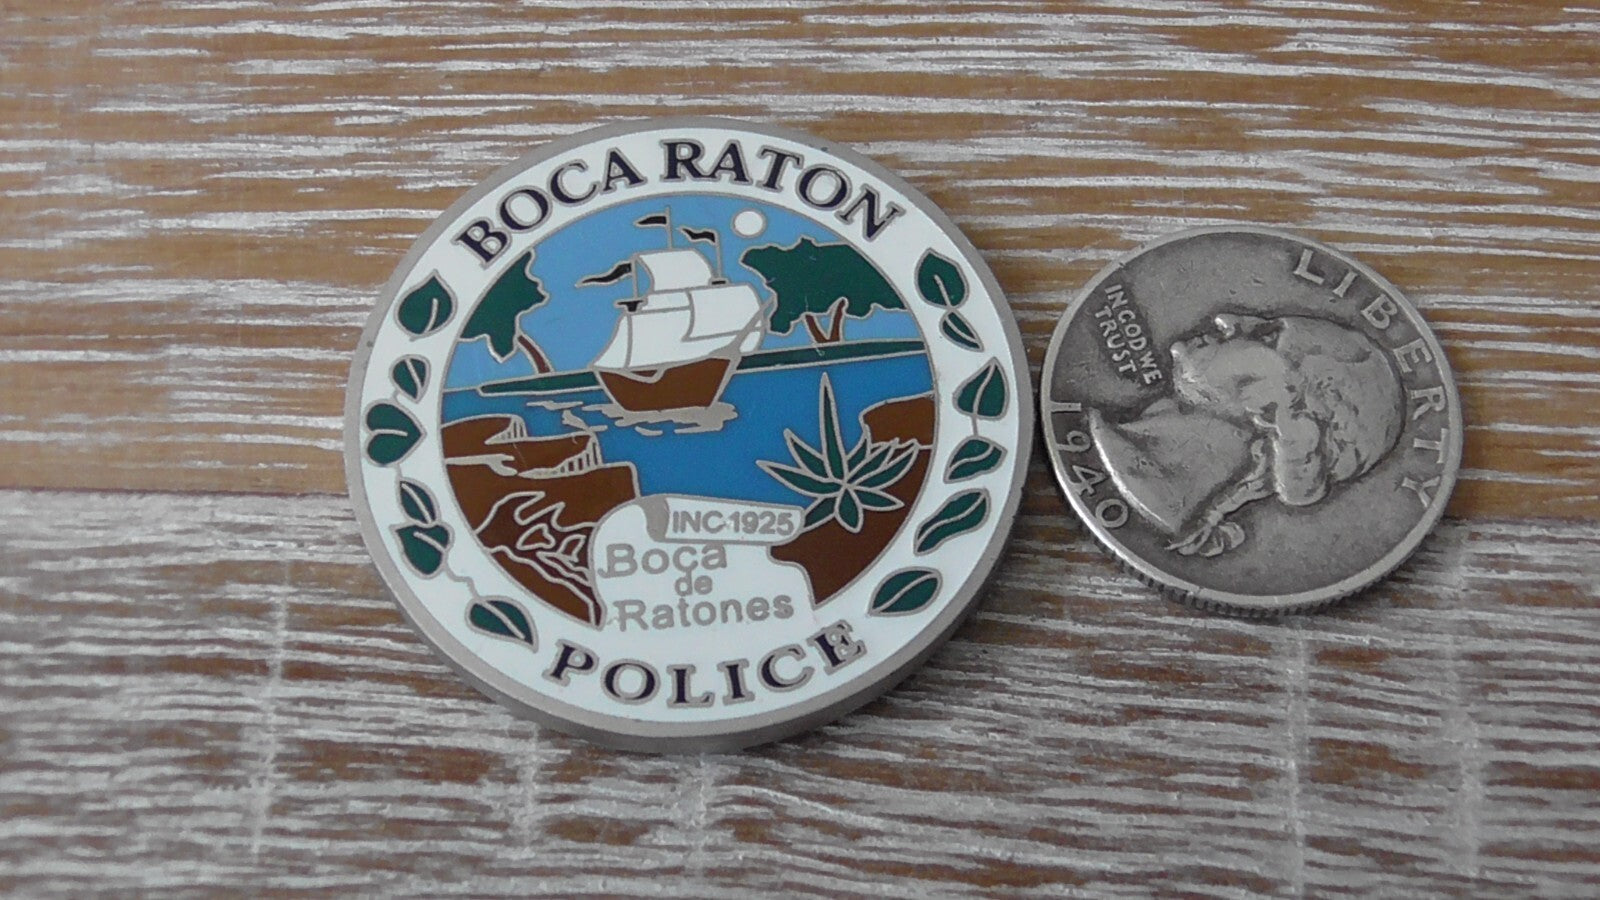 BOCA RATON
INC-1925
Boca
de
Ratones
POLICE
LIBERTY
IN GOD WE
TRUST
1940